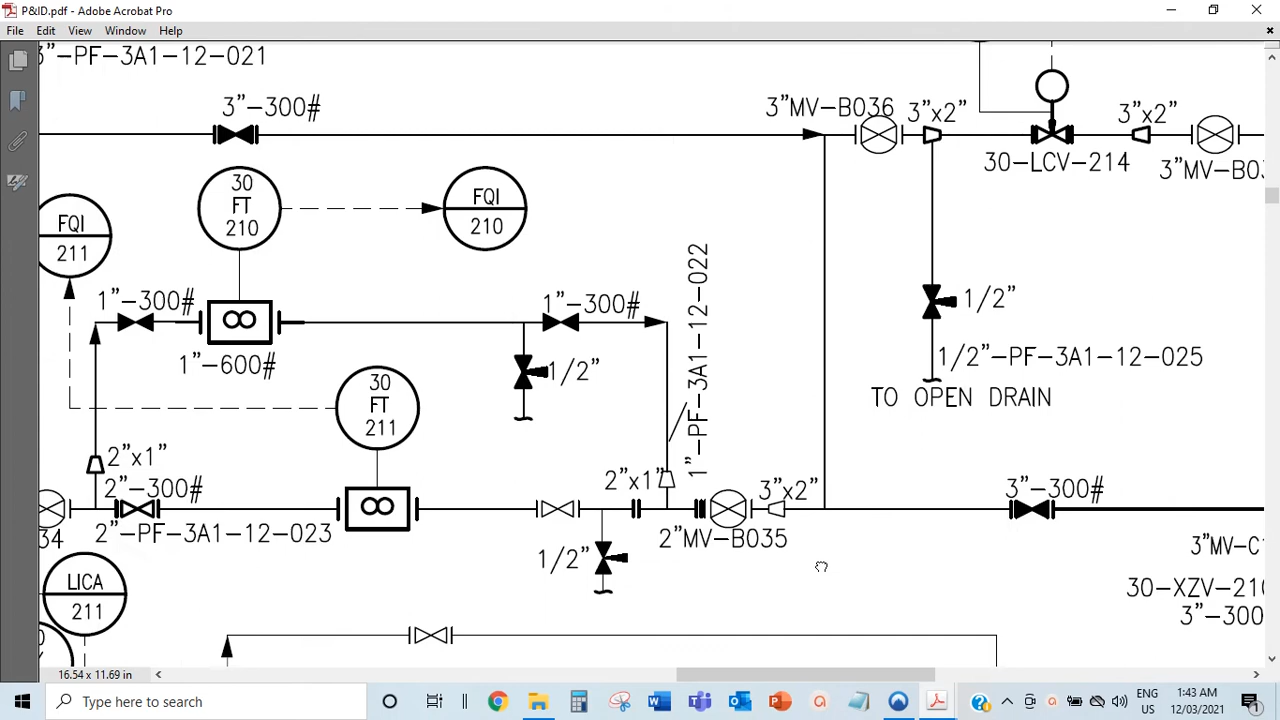 P&ID.pdf - Adobe Acrobat Pro
File Edit View Window Help
3"-PF-3A1-12-021
3"-300#
3"MV-B036
3"x2"
3"x2"
30-LCV-214
30
FT
210
FQI
210
FQI
211
1"-300#
1"-600#
1"-300#
1/2"
1"-PF-3A1-12-022
1/2"
1/2"-PF-3A1-12-025
TO OPEN DRAIN
30
FT
211
2"x1"
2"-300#
34
2"-PF-3A1-12-023
2"x1"
3"x2"
2"MV-B035
1/2"
3"-300#
LICA
211
3"MV-C1
30-XZV-210
3"-300
16.54 x 11.69 in
Type here to search
ENG
US
1:43 AM
12/03/2021